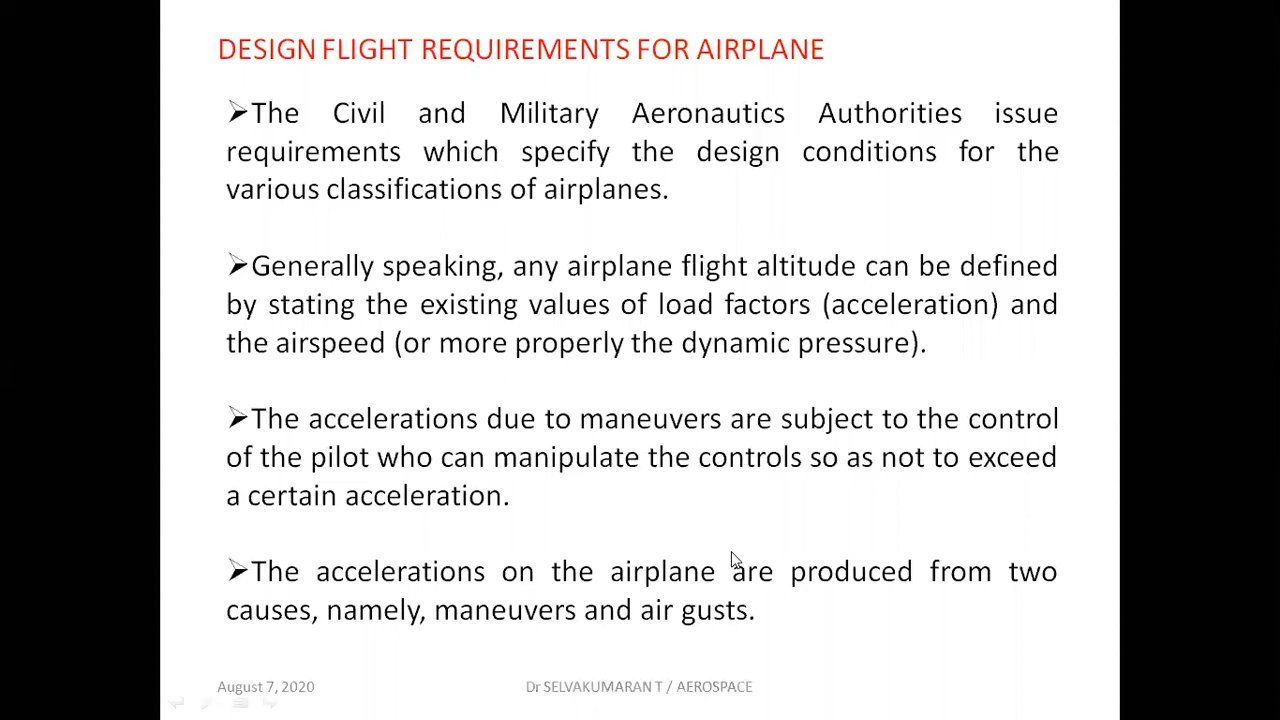 DESIGN FLIGHT REQUIREMENTS FOR AIRPLANE
➢The Civil and Military Aeronautics Authorities issue
requirements which specify the design conditions for the
various classifications of airplanes.
➢Generally speaking, any airplane flight altitude can be defined
by stating the existing values of load factors (acceleration) and
the airspeed (or more properly the dynamic pressure).
➢The accelerations due to maneuvers are subject to the control
of the pilot who can manipulate the controls so as not to exceed
a certain acceleration.
➢The accelerations on the airplane are produced from two
causes, namely, maneuvers and air gusts.
August 7, 2020
Dr SELVAKUMARAN T / AEROSPACE